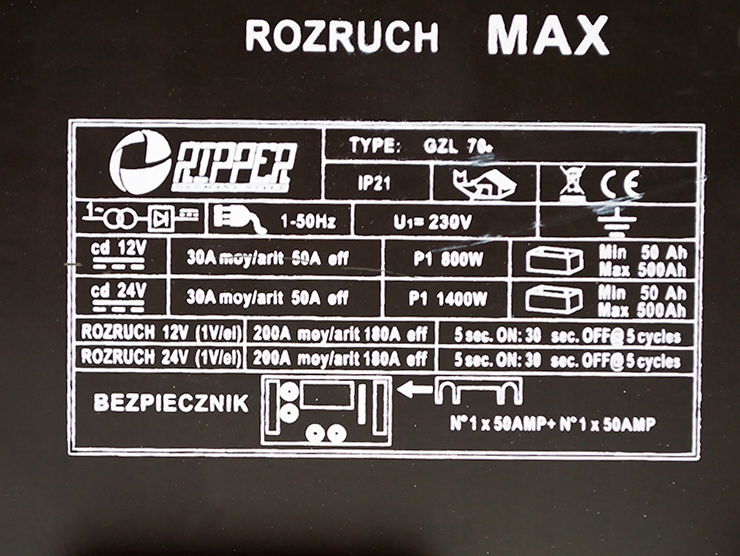 ROZRUCH MAX
RIPPER
TYPE: GZL 70
IP21
CE
1~ 1-50Hz U1= 230V
cd 12V 30A moy/arit 50A eff P1 800W Min 50 Ah
Max 500Ah
cd 24V 30A moy/arit 50A eff P1 1400W Min 50 Ah
Max 500Ah
ROZRUCH 12V (1V/el) 200A moy/arit 180A eff 5 sec. ON: 30 sec. OFF@5 cycles
ROZRUCH 24V (1V/el) 200A moy/arit 180A eff 5 sec. ON: 30 sec. OFF@5 cycles
BEZPIECZNIK
N°1 x 50AMP+ N°1 x 50AMP